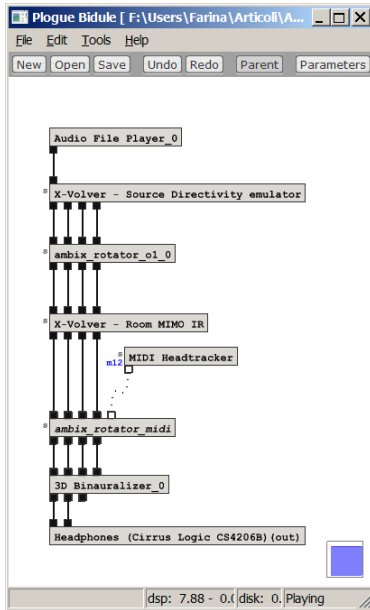 Plogue Bidule [ F:\Users\Farina\Articoli\A...
File Edit Tools Help
New Open Save Undo Redo Parent Parameters
Audio File Player_0
s X-Volver - Source Directivity emulator
ambix_rotator_o1_0
s X-Volver - Room MIMO IR
s
m12 MIDI Headtracker
s ambix_rotator_midi
3D Binauralizer_0
Headphones (Cirrus Logic CS4206B)(out)
dsp: 7.88 - 0.( disk: 0. Playing